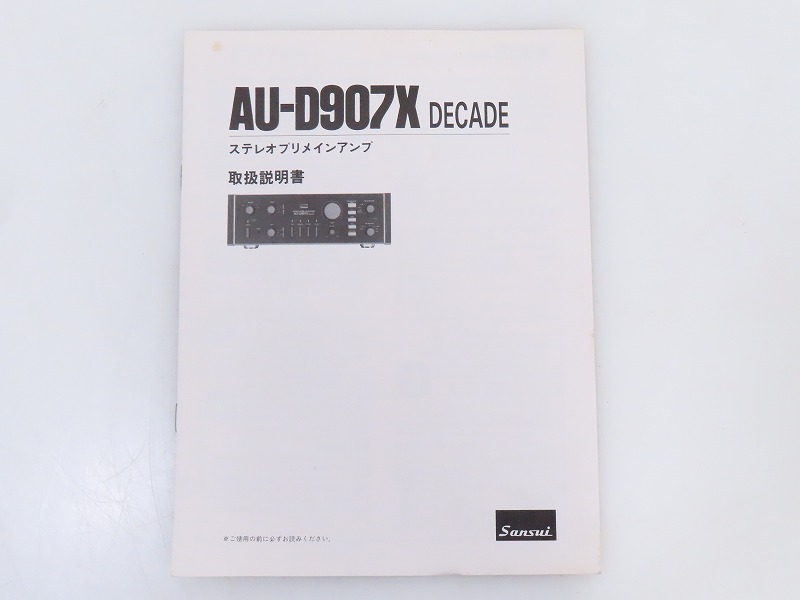 AU-D907X DECADE
ステレオプリメインアンプ
取扱説明書
※ご使用の前に必ずお読みください。
Sansui